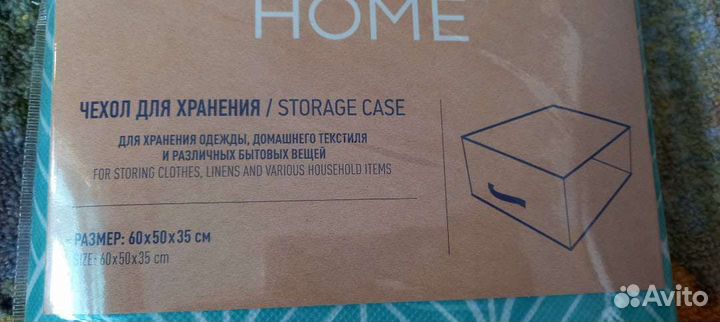 HOME
ЧЕХОЛ ДЛЯ ХРАНЕНИЯ / STORAGE CASE
ДЛЯ ХРАНЕНИЯ ОДЕЖДЫ, ДОМАШНЕГО ТЕКСТИЛЯ
И РАЗЛИЧНЫХ БЫТОВЫХ ВЕЩЕЙ
FOR STORING CLOTHES, LINENS AND VARIOUS HOUSEHOLD ITEMS
РАЗМЕР: 60х50х35 см
SIZE: 60x50x35 cm
Avito